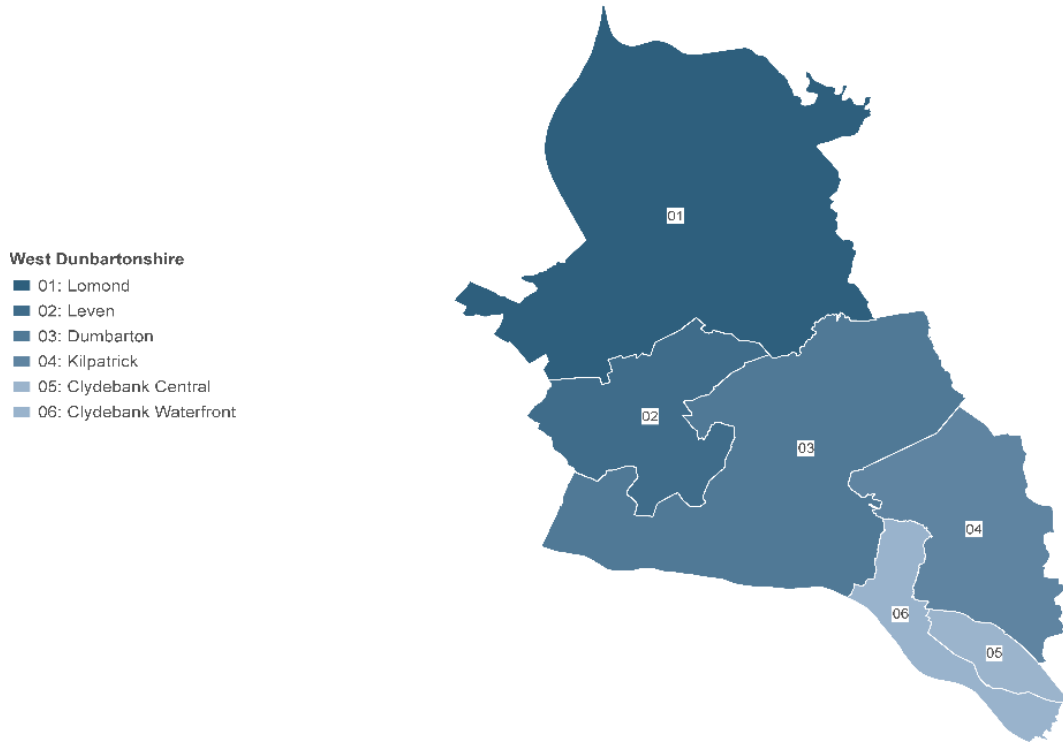 West Dunbartonshire
01: Lomond
02: Leven
03: Dumbarton
04: Kilpatrick
05: Clydebank Central
06: Clydebank Waterfront
01
02
03
04
06
05